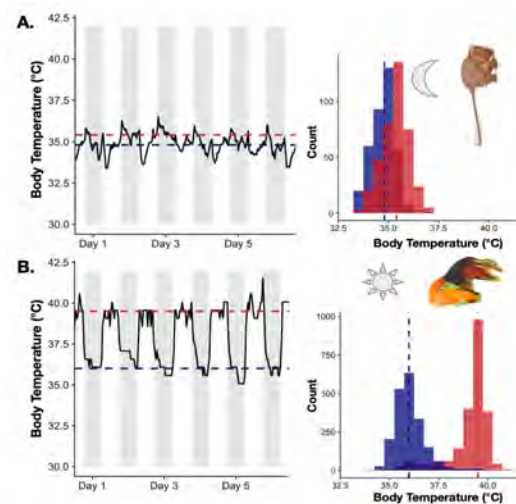 A.
Body Temperature (°C)
42.5
40.0
37.5
35.0
32.5
30.0
Day 1 Day 3 Day 5
Count
100
50
0
32.5 35.0 37.5 40.0
Body Temperature (°C)
B.
Body Temperature (°C)
42.5
40.0
37.5
35.0
32.5
30.0
Day 1 Day 3 Day 5
Count
1000
750
500
250
0
32.5 35.0 37.5 40.0
Body Temperature (°C)